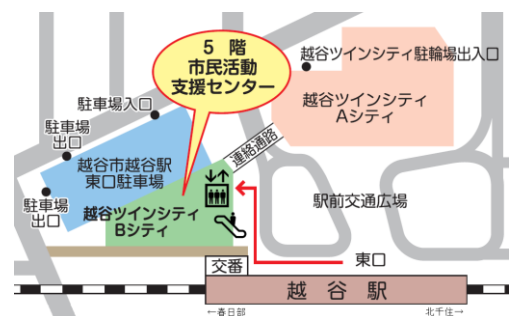 5 階
市民活動
支援センター
越谷ツインシティ駐輪場出入口
越谷ツインシティ
Aシティ
駐車場入口
駐車場
出口
越谷市越谷駅
東口駐車場
連絡通路
駐車場
出口
越谷ツインシティ
Bシティ
駅前交通広場
東口
交番
越谷駅
←春日部
北千住→